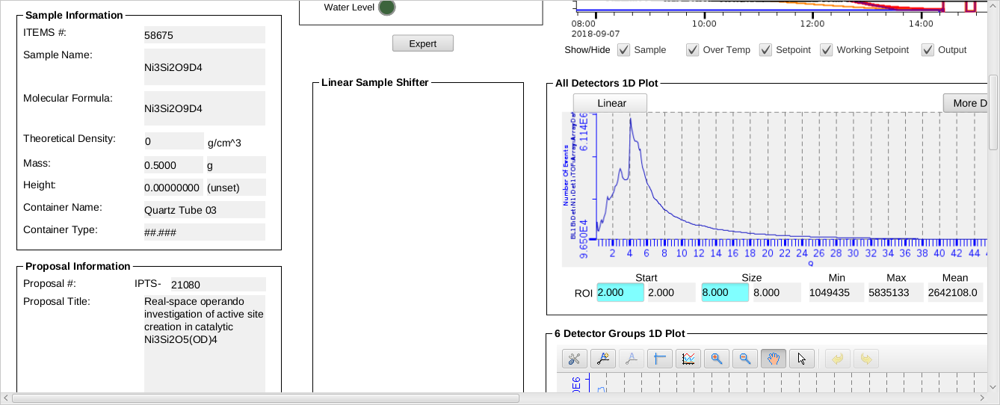 Sample Information
ITEMS #: 58675
Sample Name: Ni3Si2O9D4
Molecular Formula: Ni3Si2O9D4
Theoretical Density: 0 g/cm^3
Mass: 0.5000 g
Height: 0.00000000 (unset)
Container Name: Quartz Tube 03
Container Type: ##.###
Proposal Information
Proposal #: IPTS- 21080
Proposal Title: Real-space operando
investigation of active site
creation in catalytic
Ni3Si2O5(OD)4
Water Level
Expert
Linear Sample Shifter
08:00 10:00 12:00 14:00
2018-09-07
Show/Hide Sample Over Temp Setpoint Working Setpoint Output
All Detectors 1D Plot
Linear More D
6.114E6
Number Of Events
9.650E4
2 4 6 8 10 12 14 16 18 20 22 24 26 28 30 32 34 36 38 40 42 44
Start Size Min Max Mean
ROI 2.000 2.000 8.000 8.000 1049435 5835133 2642108.0
6 Detector Groups 1D Plot
0E6